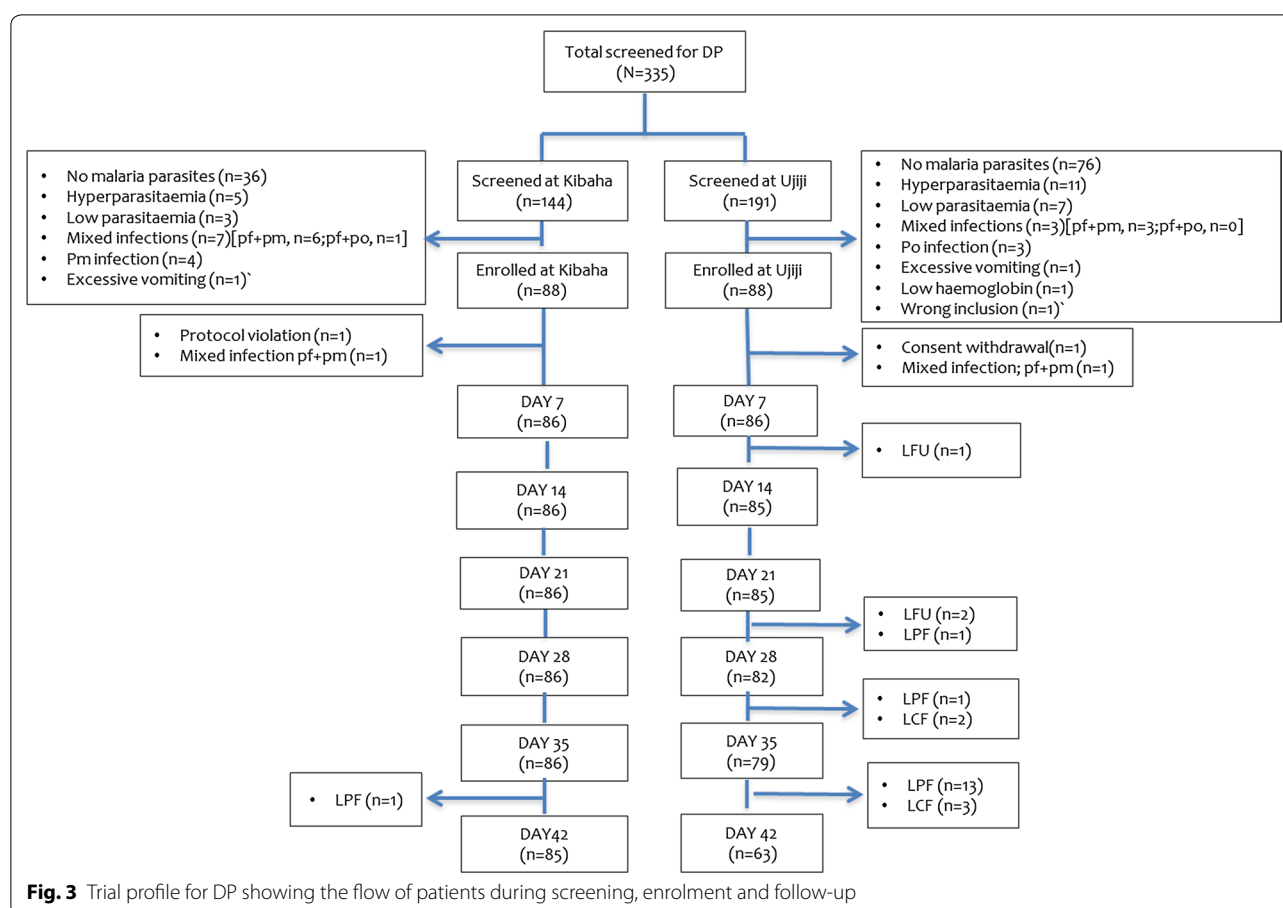 Total screened for DP
(N=335)
• No malaria parasites (n=36)
• Hyperparasitaemia (n=5)
• Low parasitaemia (n=3)
• Mixed infections (n=7)[pf+pm, n=6;pf+po, n=1]
• Pm infection (n=4)
• Excessive vomiting (n=1)`
Screened at Kibaha
(n=144)
Screened at Ujiji
(n=191)
• No malaria parasites (n=76)
• Hyperparasitaemia (n=11)
• Low parasitaemia (n=7)
• Mixed infections (n=3)[pf+pm, n=3;pf+po, n=0]
• Po infection (n=3)
• Excessive vomiting (n=1)
• Low haemoglobin (n=1)
• Wrong inclusion (n=1)`
Enrolled at Kibaha
(n=88)
Enrolled at Ujiji
(n=88)
• Protocol violation (n=1)
• Mixed infection pf+pm (n=1)
• Consent withdrawal(n=1)
• Mixed infection; pf+pm (n=1)
DAY 7
(n=86)
DAY 7
(n=86)
• LFU (n=1)
DAY 14
(n=86)
DAY 14
(n=85)
DAY 21
(n=86)
DAY 21
(n=85)
• LFU (n=2)
• LPF (n=1)
DAY 28
(n=86)
DAY 28
(n=82)
• LPF (n=1)
• LCF (n=2)
DAY 35
(n=86)
DAY 35
(n=79)
• LPF (n=1)
• LPF (n=13)
• LCF (n=3)
DAY42
(n=85)
DAY 42
(n=63)
Fig. 3 Trial profile for DP showing the flow of patients during screening, enrolment and follow-up